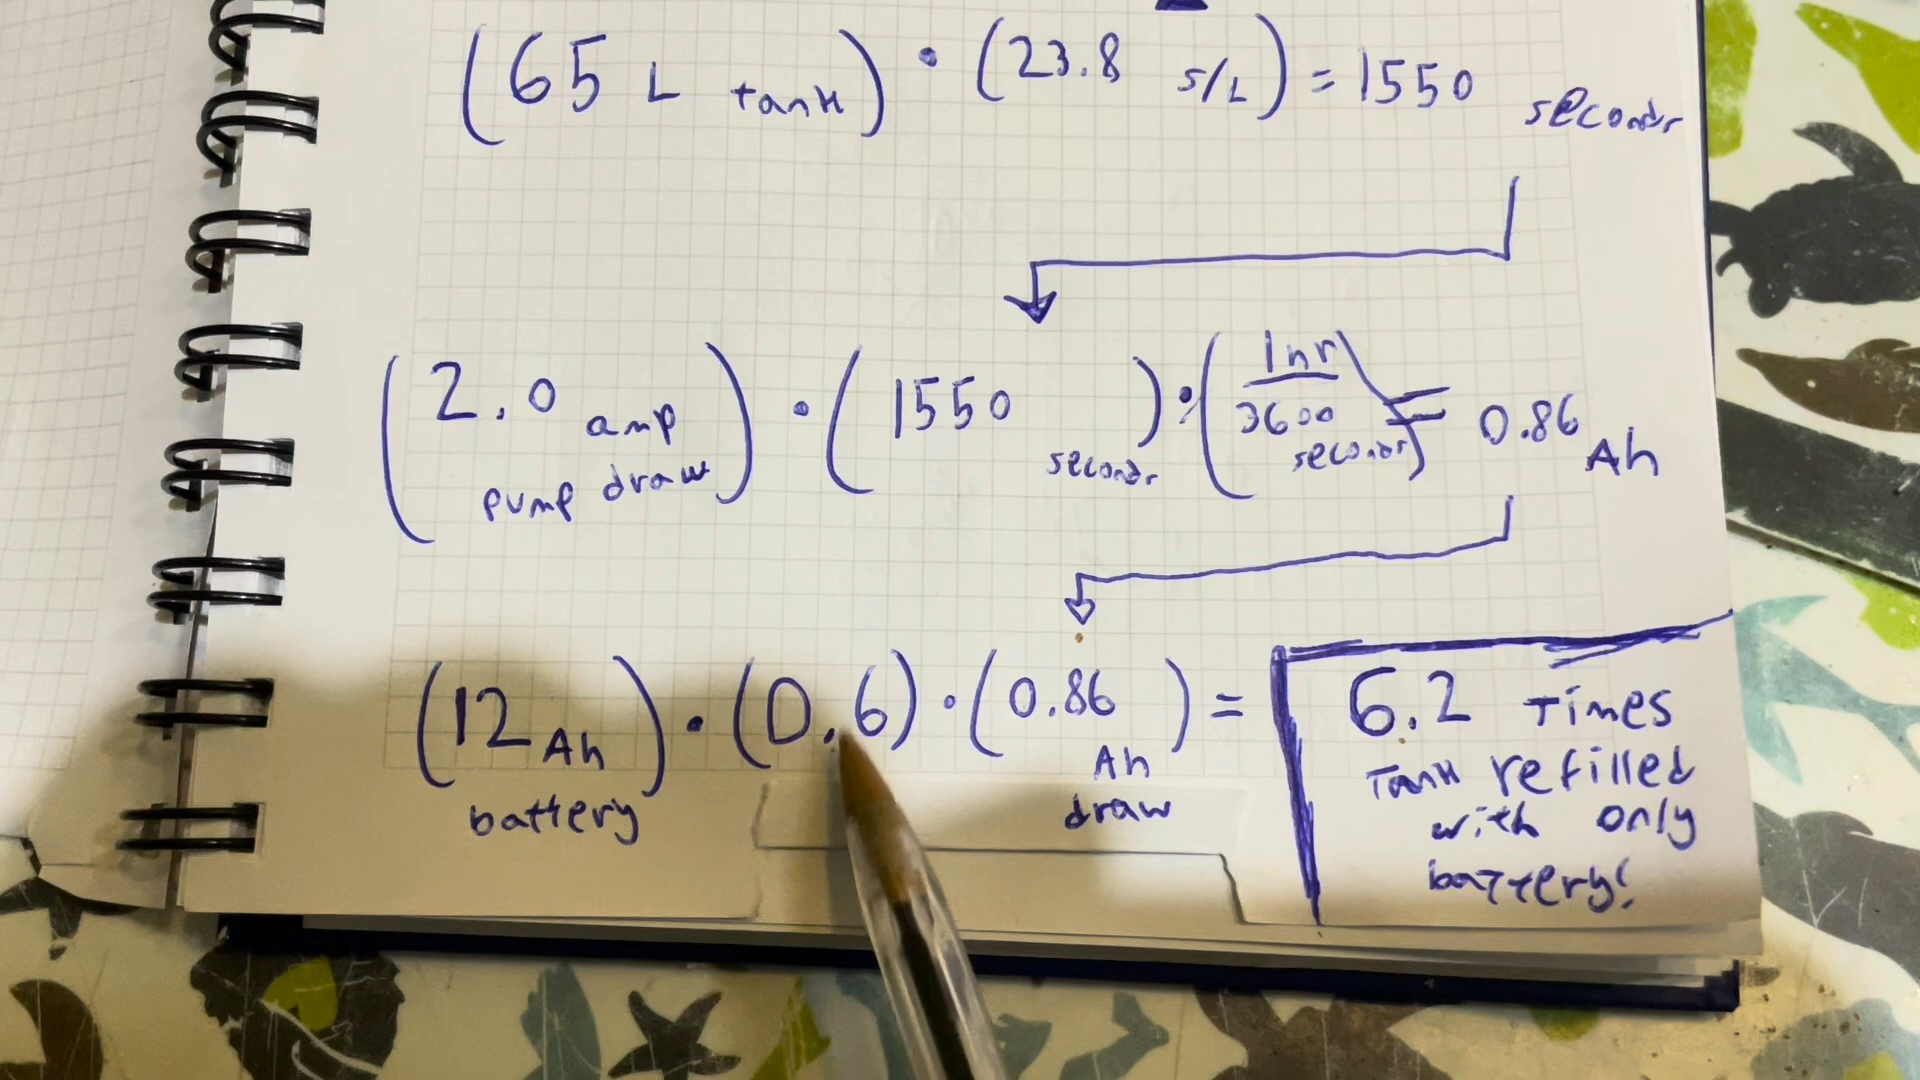 (65 L tank) · (23.8 s/L) = 1550 seconds
(2.0 amp pump draw) · (1550 seconds) · (1hr / 3600 seconds) = 0.86 Ah
(12 Ah battery) · (0.6) · (0.86 Ah draw) = 6.2 Times
Tank refilled
with only
battery!